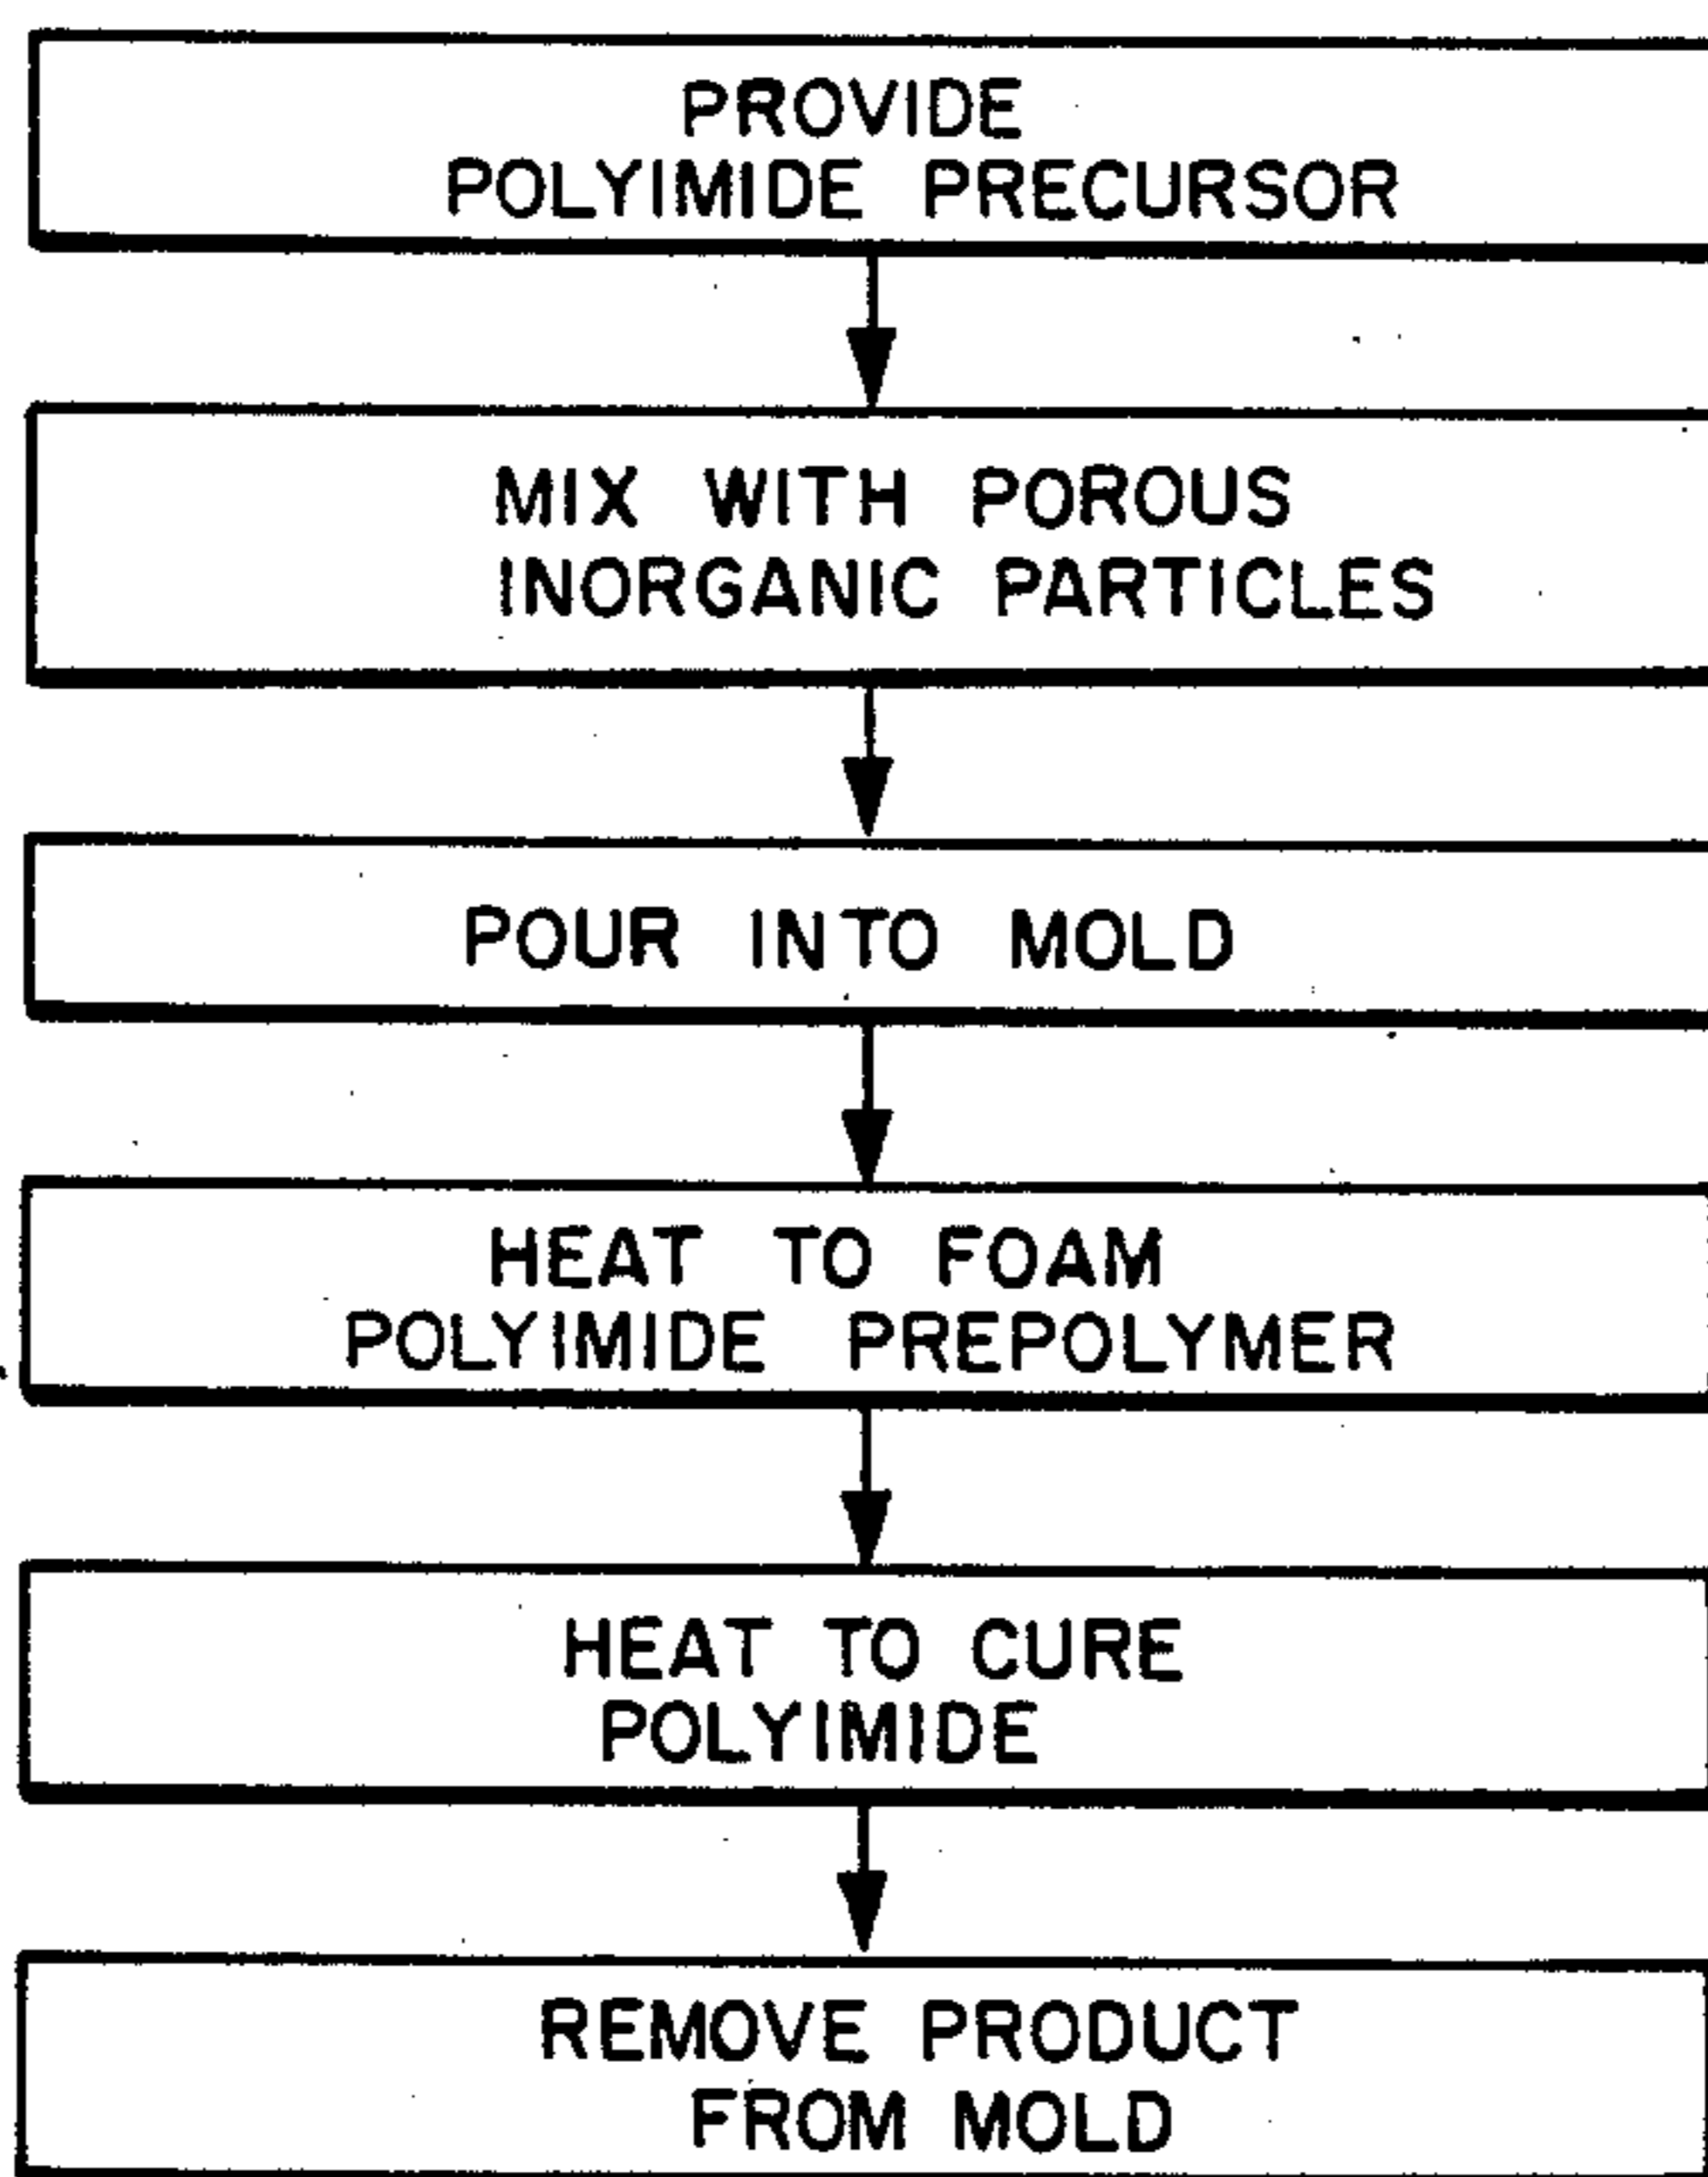 PROVIDE
POLYIMIDE PRECURSOR
MIX WITH POROUS
INORGANIC PARTICLES
POUR INTO MOLD
HEAT TO FOAM
POLYIMIDE PREPOLYMER
HEAT TO CURE
POLYIMIDE
REMOVE PRODUCT
FROM MOLD